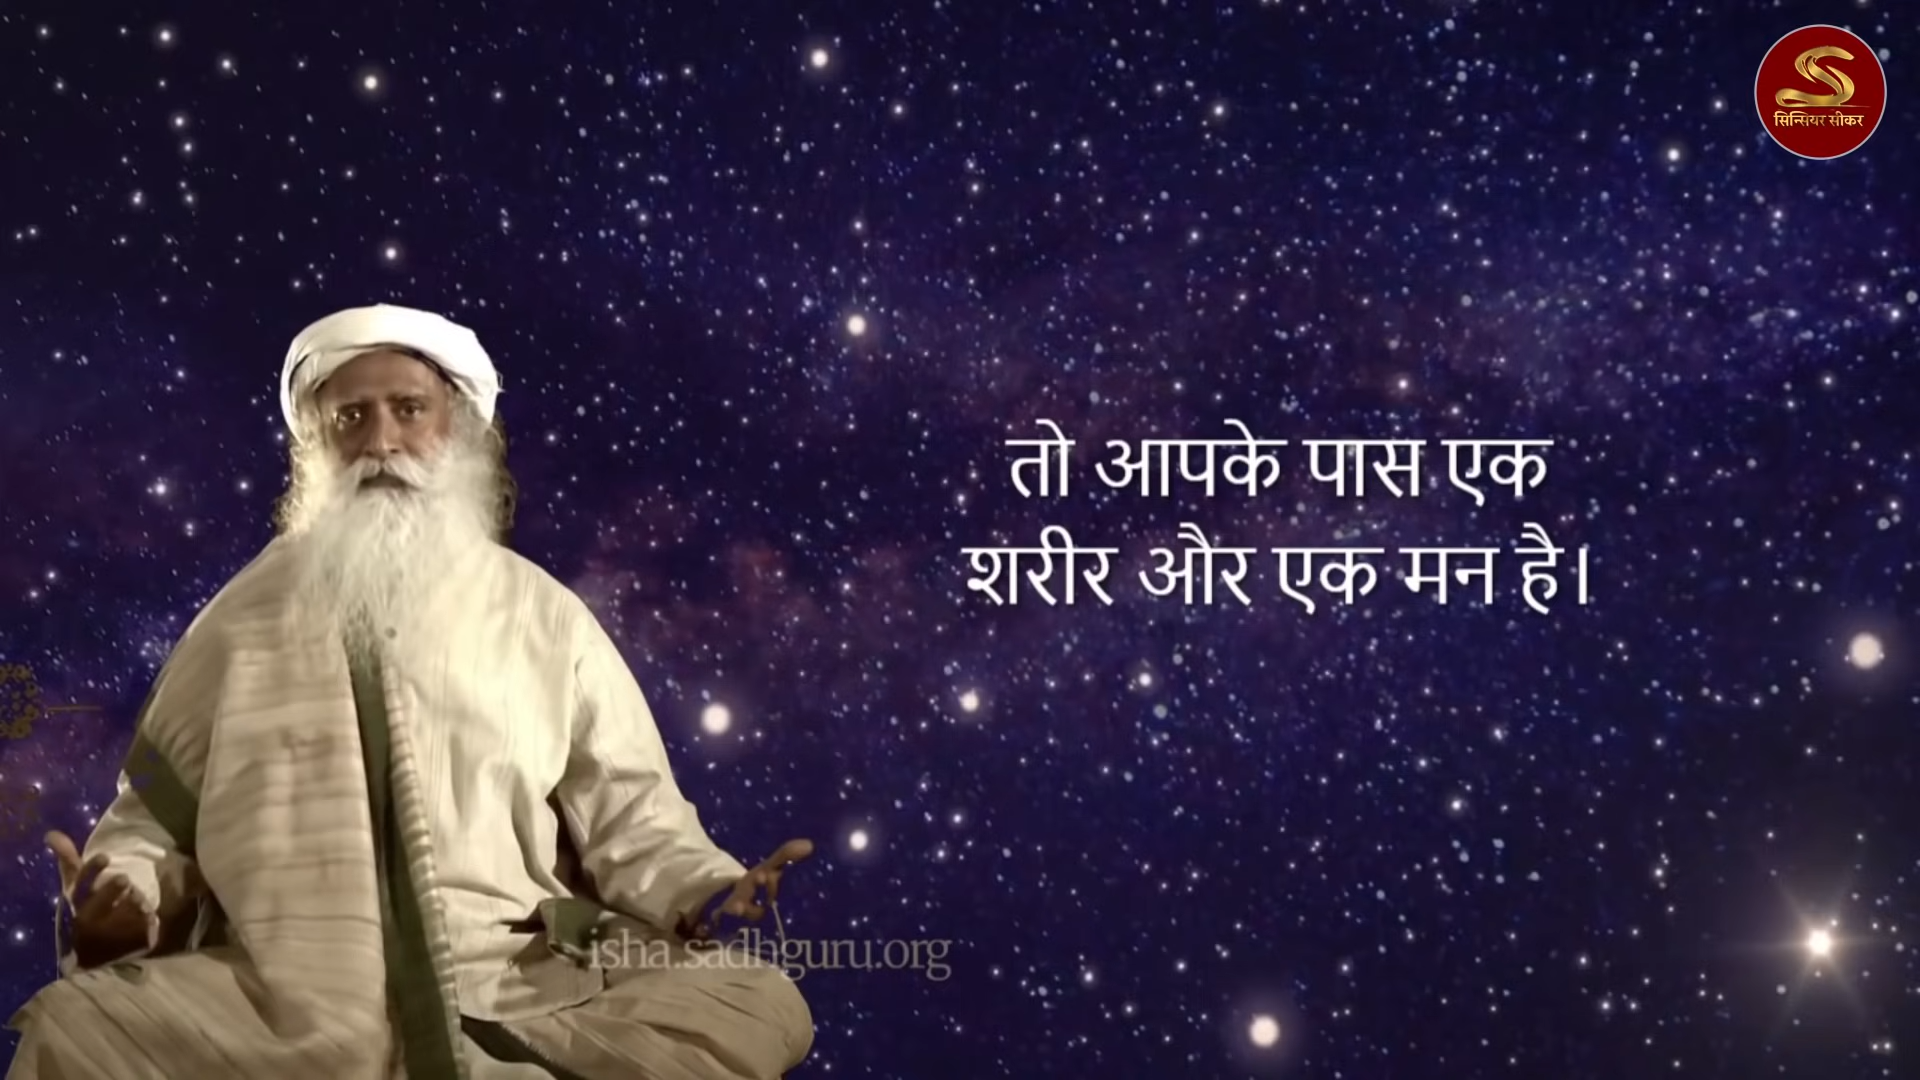 सिन्सियर सीकर
तो आपके पास एक
शरीर और एक मन है।
isha.sadhguru.org